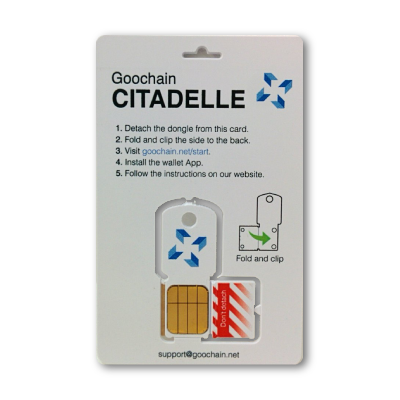 Goochain
CITADELLE
1. Detach the dongle from this card.
2. Fold and clip the side to the back.
3. Visit goochain.net/start.
4. Install the wallet App.
5. Follow the instructions on our website.
Fold and clip
Don't detach
support@goochain.net